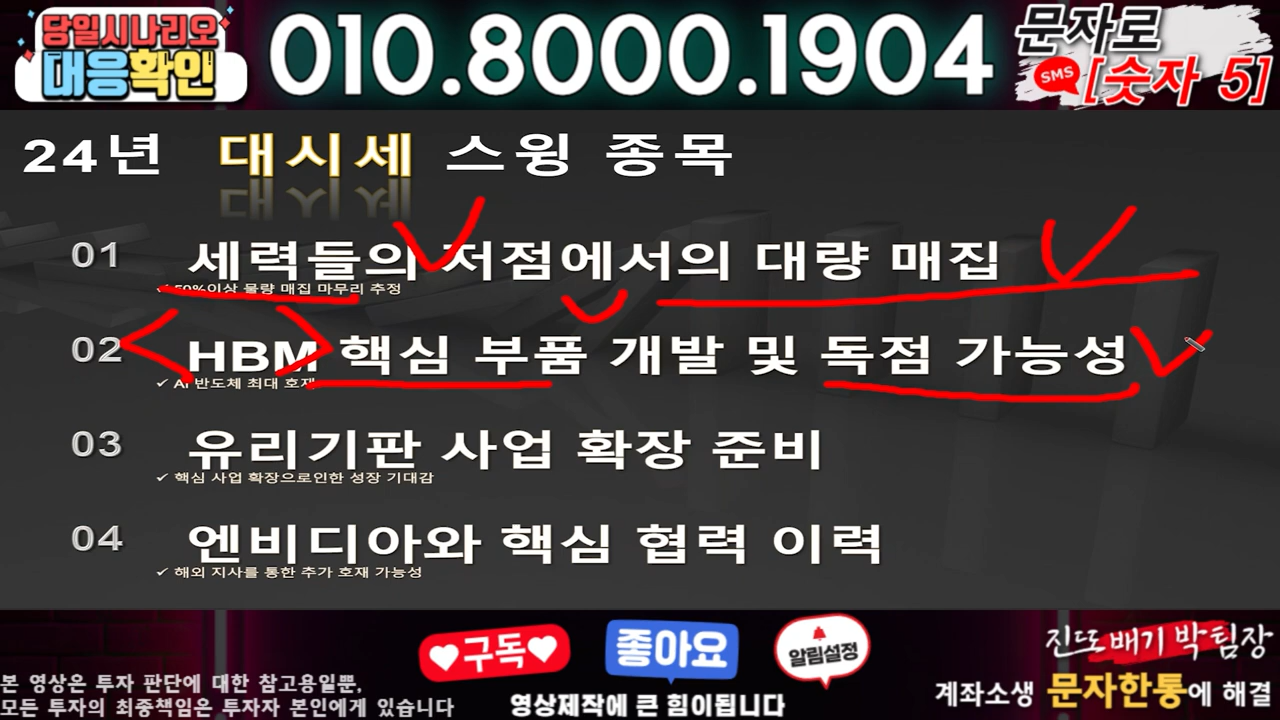 당일시나리오
대응확인
010.8000.1904
문자로
SMS
[숫자 5]
24년 대시세 스윙 종목
01 세력들의 저점에서의 대량 매집
✓ 50%이상 물량 매집 마무리 추정
02 HBM 핵심 부품 개발 및 독점 가능성
✓ AI 반도체 최대 호재
03 유리기판 사업 확장 준비
✓ 핵심 사업 확장으로인한 성장 기대감
04 엔비디아와 핵심 협력 이력
✓ 해외 지사를 통한 추가 호재 가능성
구독
좋아요
알림설정
진또배기 박팀장
본 영상은 투자 판단에 대한 참고용일뿐,
모든 투자의 최종책임은 투자자 본인에게 있습니다
영상제작에 큰 힘이됩니다
계좌소생 문자한통에 해결